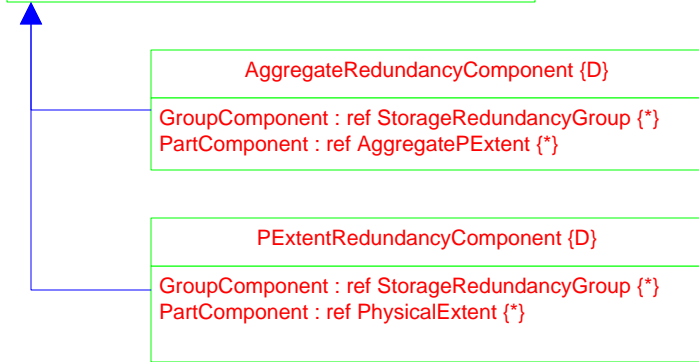 AggregateRedundancyComponent {D}
GroupComponent : ref StorageRedundancyGroup {*}
PartComponent : ref AggregatePExtent {*}
PExtentRedundancyComponent {D}
GroupComponent : ref StorageRedundancyGroup {*}
PartComponent : ref PhysicalExtent {*}